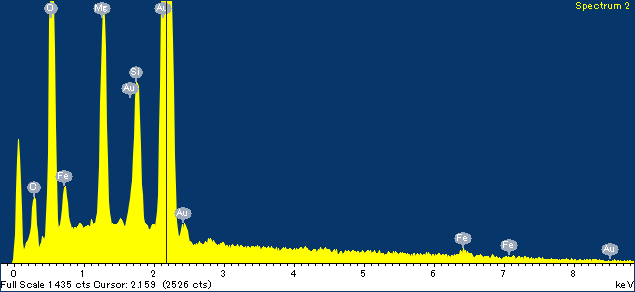 Spectrum 2
O Mg Au
Si
Au
O Fe
Au
Fe Fe Au
0 1 2 3 4 5 6 7 8
Full Scale 1435 cts Cursor: 2.159 (2526 cts) keV